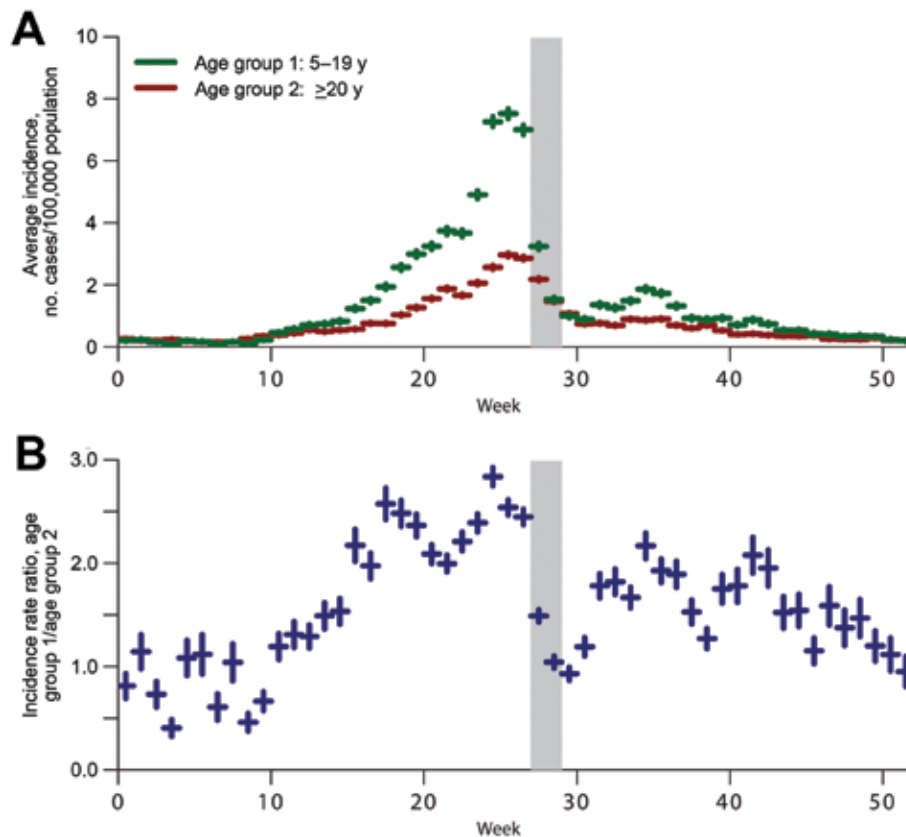 A
10
8
6
4
2
0
Average incidence,
no. cases/100,000 population
Age group 1: 5–19 y
Age group 2: ≥20 y
0 10 20 30 40 50
Week
B
3.0
2.0
1.0
0.0
Incidence rate ratio, age
group 1/age group 2
0 10 20 30 40 50
Week